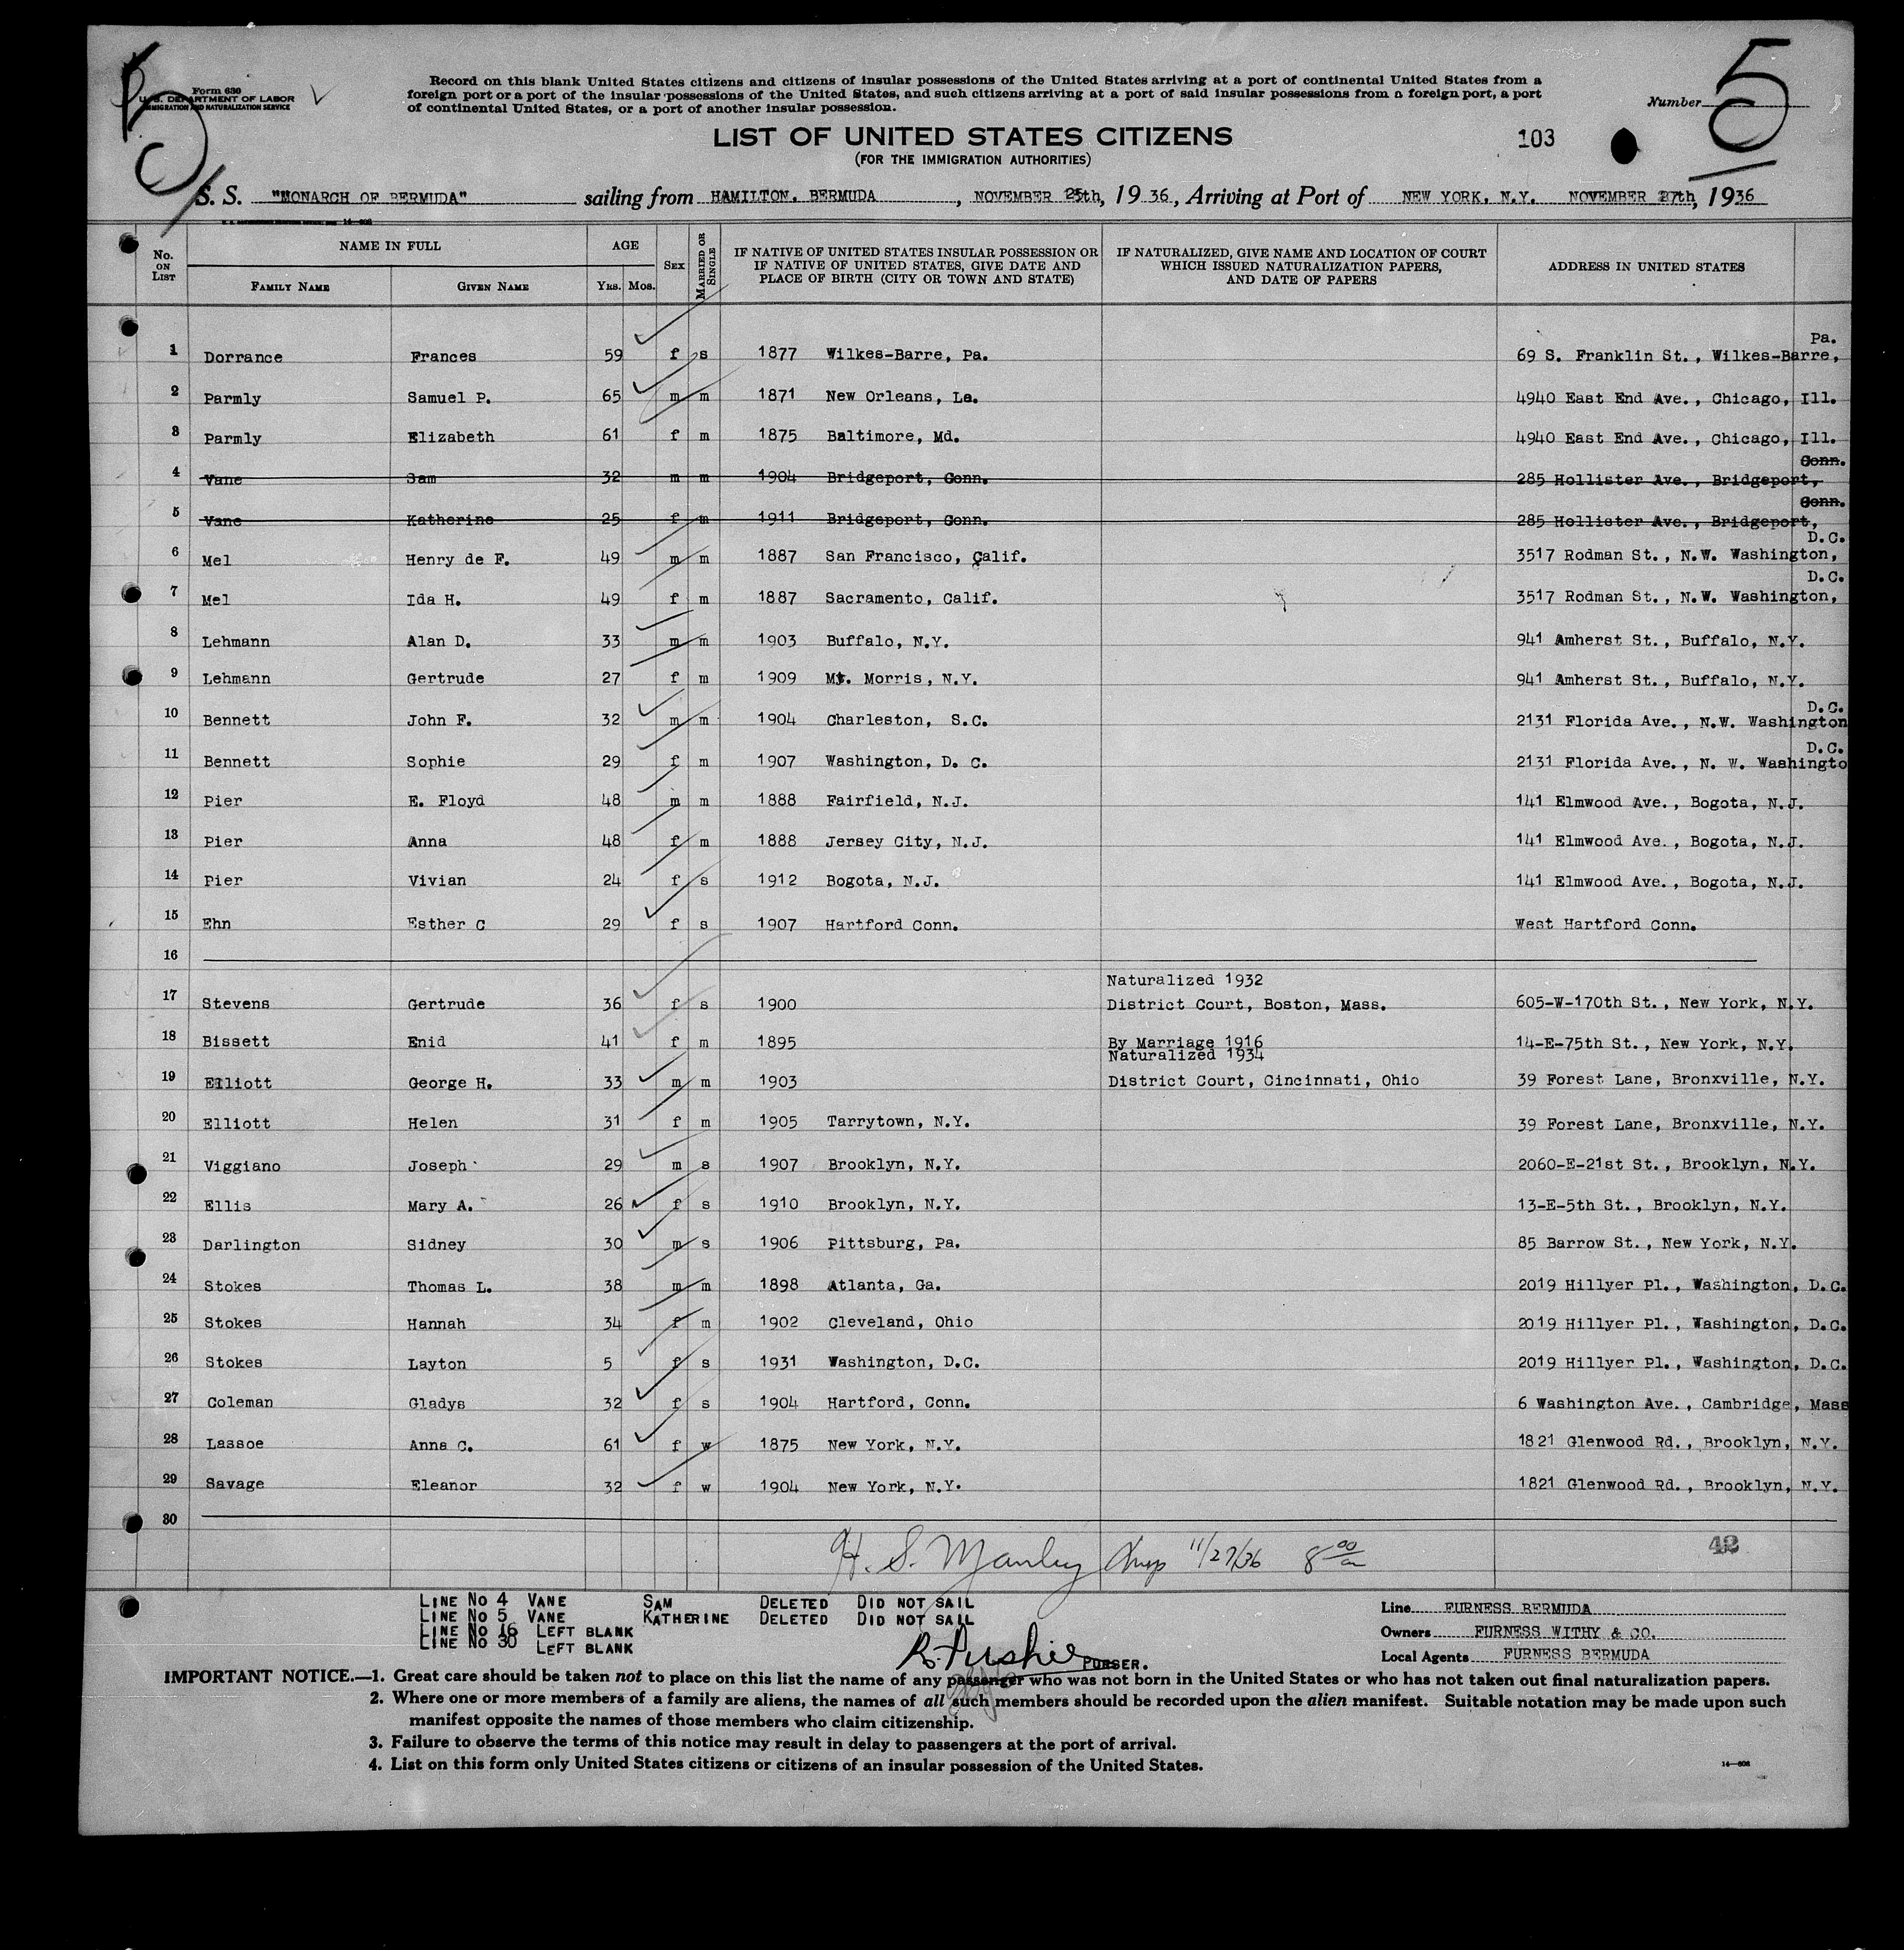 5
Form 630
U. S. DEPARTMENT OF LABOR
IMMIGRATION AND NATURALIZATION SERVICE
Record on this blank United States citizens and citizens of insular possessions of the United States arriving at a port of continental United States from a
foreign port or a port of the insular possessions of the United States, and such citizens arriving at a port of said insular possessions from a foreign port, a port
of continental United States, or a port of another insular possession.
Number 5
LIST OF UNITED STATES CITIZENS
103
(FOR THE IMMIGRATION AUTHORITIES)
S. S. "MONARCH OF BERMUDA" sailing from HAMILTON, BERMUDA, NOVEMBER 25th, 1936, Arriving at Port of NEW YORK, N.Y. NOVEMBER 27th, 1936
No. ON LIST NAME IN FULL FAMILY NAME GIVEN NAME AGE YRS. MOS. SEX MARRIED OR SINGLE IF NATIVE OF UNITED STATES INSULAR POSSESSION OR IF NATIVE OF UNITED STATES, GIVE DATE AND PLACE OF BIRTH (CITY OR TOWN AND STATE) IF NATURALIZED, GIVE NAME AND LOCATION OF COURT WHICH ISSUED NATURALIZATION PAPERS, AND DATE OF PAPERS ADDRESS IN UNITED STATES
1 Dorrance Frances 59 f s 1877 Wilkes-Barre, Pa. 69 S. Franklin St., Wilkes-Barre, Pa.
2 Parmly Samuel P. 65 m m 1871 New Orleans, La. 4940 East End Ave., Chicago, Ill.
3 Parmly Elizabeth 61 f m 1875 Baltimore, Md. 4940 East End Ave., Chicago, Ill.
4 Vane Sam 32 m m 1904 Bridgeport, Conn. 285 Hollister Ave., Bridgeport, Conn.
5 Vane Katherine 25 f m 1911 Bridgeport, Conn. 285 Hollister Ave., Bridgeport, Conn.
6 Mel Henry de F. 49 m m 1887 San Francisco, Calif. 3517 Rodman St., N.W. Washington, D.C.
7 Mel Ida H. 49 f m 1887 Sacramento, Calif. 3517 Rodman St., N.W. Washington, D.C.
8 Lehmann Alan D. 33 m m 1903 Buffalo, N.Y. 941 Amherst St., Buffalo, N.Y.
9 Lehmann Gertrude 27 f m 1909 Mt. Morris, N.Y. 941 Amherst St., Buffalo, N.Y.
10 Bennett John F. 32 m m 1904 Charleston, S.C. 2131 Florida Ave., N.W. Washington D.C.
11 Bennett Sophie 29 f m 1907 Washington, D. C. 2131 Florida Ave., N. W. Washingto D.C.
12 Pier E. Floyd 48 m m 1888 Fairfield, N.J. 141 Elmwood Ave., Bogota, N.J.
13 Pier Anna 48 f m 1888 Jersey City, N.J. 141 Elmwood Ave., Bogota, N.J.
14 Pier Vivian 24 f s 1912 Bogota, N.J. 141 Elmwood Ave., Bogota, N.J.
15 Ehn Esther C 29 f s 1907 Hartford Conn. West Hartford Conn.
16
17 Stevens Gertrude 36 f s 1900 Naturalized 1932 District Court, Boston, Mass. 605-W-170th St., New York, N.Y.
18 Bissett Enid 41 f m 1895 By Marriage 1916 14-E-75th St., New York, N.Y.
19 Elliott George H. 33 m m 1903 Naturalized 1934 District Court, Cincinnati, Ohio 39 Forest Lane, Bronxville, N.Y.
20 Elliott Helen 31 f m 1905 Tarrytown, N.Y. 39 Forest Lane, Bronxville, N.Y.
21 Viggiano Joseph 29 m s 1907 Brooklyn, N.Y. 2060-E-21st St., Brooklyn, N.Y.
22 Ellis Mary A. 26 f s 1910 Brooklyn, N.Y. 13-E-5th St., Brooklyn, N.Y.
23 Darlington Sidney 30 m s 1906 Pittsburg, Pa. 85 Barrow St., New York, N.Y.
24 Stokes Thomas L. 38 m m 1898 Atlanta, Ga. 2019 Hillyer Pl., Washington, D.C.
25 Stokes Hannah 34 f m 1902 Cleveland, Ohio 2019 Hillyer Pl., Washington, D.C.
26 Stokes Layton 5 f s 1931 Washington, D.C. 2019 Hillyer Pl., Washington, D.C.
27 Coleman Gladys 32 f s 1904 Hartford, Conn. 6 Washington Ave., Cambridge, Mass
28 Lassoe Anna C. 61 f w 1875 New York, N.Y. 1821 Glenwood Rd., Brooklyn, N.Y.
29 Savage Eleanor 32 f w 1904 New York, N.Y. 1821 Glenwood Rd., Brooklyn, N.Y.
30
H. S. Manley Insp 11/27/36 8 00 am
42
LINE NO 4 VANE SAM DELETED DID NOT SAIL
LINE NO 5 VANE KATHERINE DELETED DID NOT SAIL
LINE NO 16 LEFT BLANK
LINE NO 30 LEFT BLANK
PURSER.
Line FURNESS BERMUDA
Owners FURNESS WITHY & CO.
Local Agents FURNESS BERMUDA
IMPORTANT NOTICE.—1. Great care should be taken not to place on this list the name of any passenger who was not born in the United States or who has not taken out final naturalization papers.
2. Where one or more members of a family are aliens, the names of all such members should be recorded upon the alien manifest. Suitable notation may be made upon such
manifest opposite the names of those members who claim citizenship.
3. Failure to observe the terms of this notice may result in delay to passengers at the port of arrival.
4. List on this form only United States citizens or citizens of an insular possession of the United States.